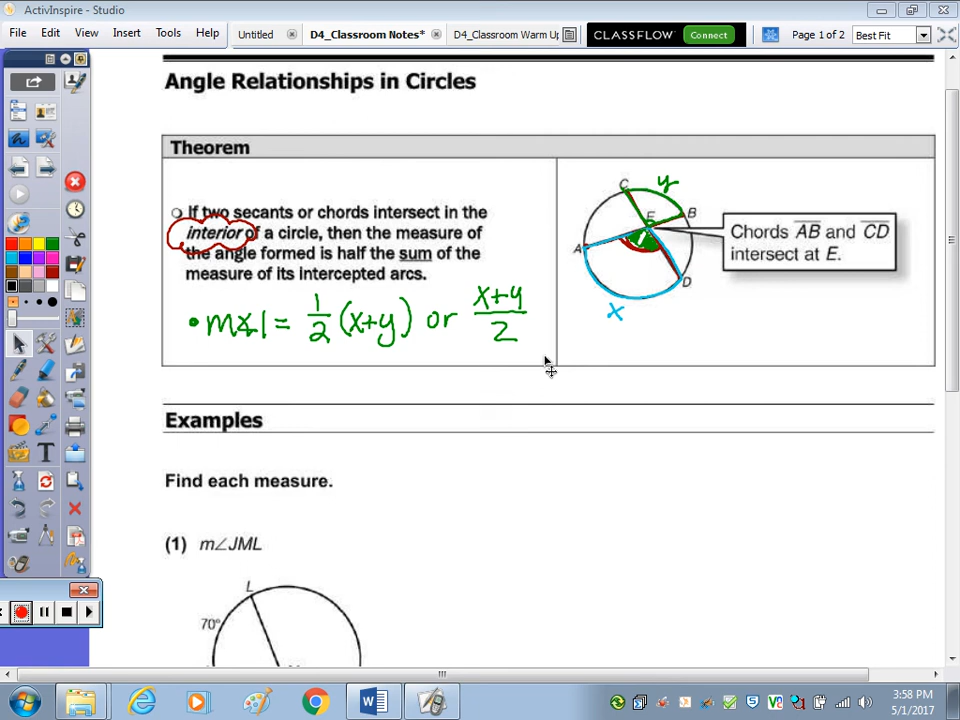 ActivInspire - Studio
File Edit View Insert Tools Help Untitled D4_Classroom Notes* D4_Classroom Warm Up CLASSFLOW Connect Page 1 of 2 Best Fit
Angle Relationships in Circles
Theorem
If two secants or chords intersect in the
interior of a circle, then the measure of
the angle formed is half the sum of the
measure of its intercepted arcs.
• m∡1 = 1/2 (x+y) or x+y/2
C
y
E
B
1
A
D
x
Chords AB and CD
intersect at E.
Examples
Find each measure.
(1) m∠JML
L
70°
3:58 PM
5/1/2017